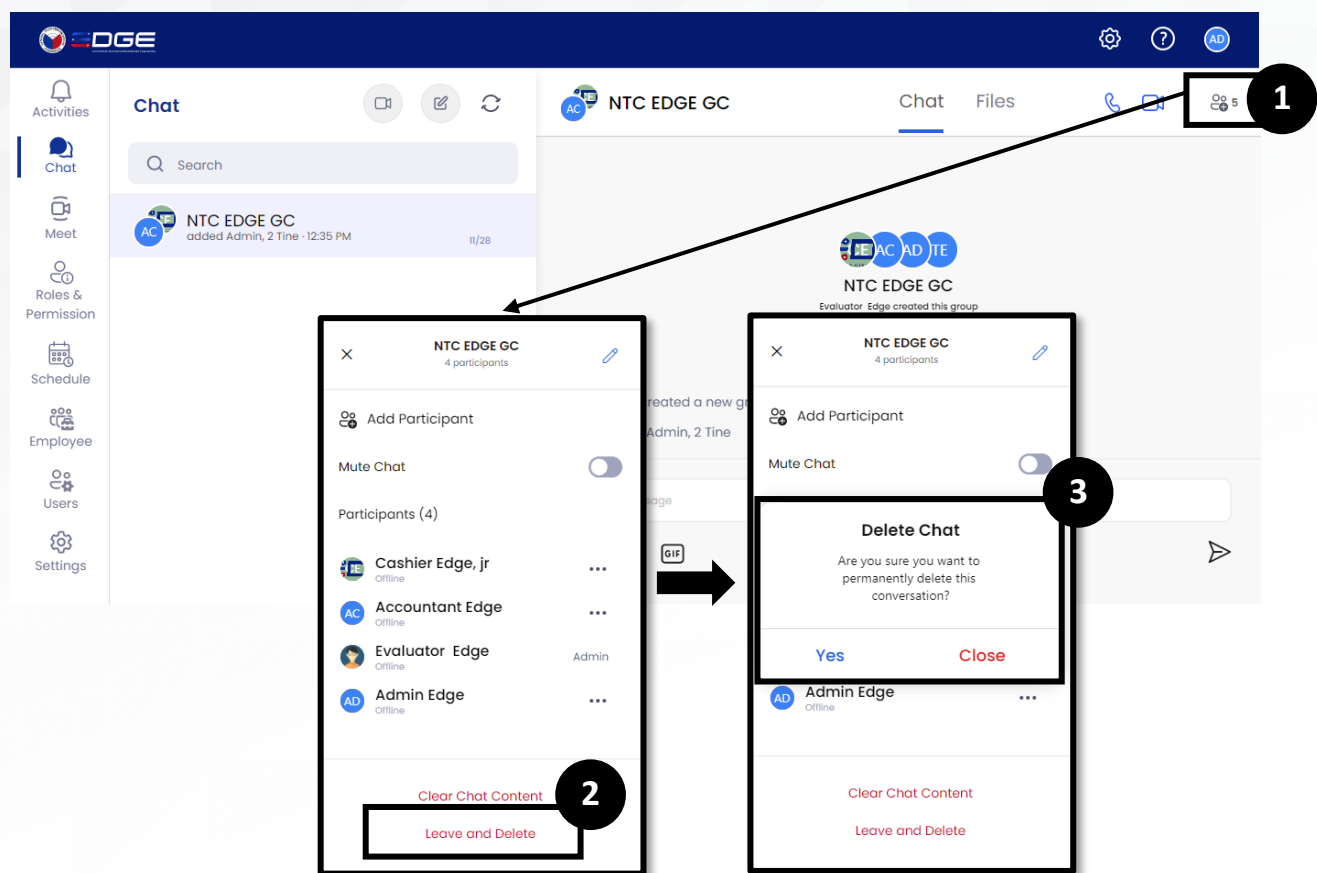 EDGE
AD
Activities
Chat
Meet
Roles &
Permission
Schedule
Employee
Users
Settings
Chat
Search
AC
NTC EDGE GC
added Admin, 2 Tine · 12:35 PM
11/28
AC
NTC EDGE GC
Chat
Files
5
1
CE
AC
AD
TE
NTC EDGE GC
Evaluator Edge created this group
reated a new gr
Admin, 2 Tine
sage
GIF
NTC EDGE GC
4 participants
Add Participant
Mute Chat
Participants (4)
Cashier Edge, jr
Offline
AC
Accountant Edge
Offline
Evaluator Edge
Offline
Admin
AD
Admin Edge
Offline
Clear Chat Content
2
Leave and Delete
NTC EDGE GC
4 participants
Add Participant
Mute Chat
3
Delete Chat
Are you sure you want to
permanently delete this
conversation?
Yes
Close
AD
Admin Edge
Offline
Clear Chat Content
Leave and Delete